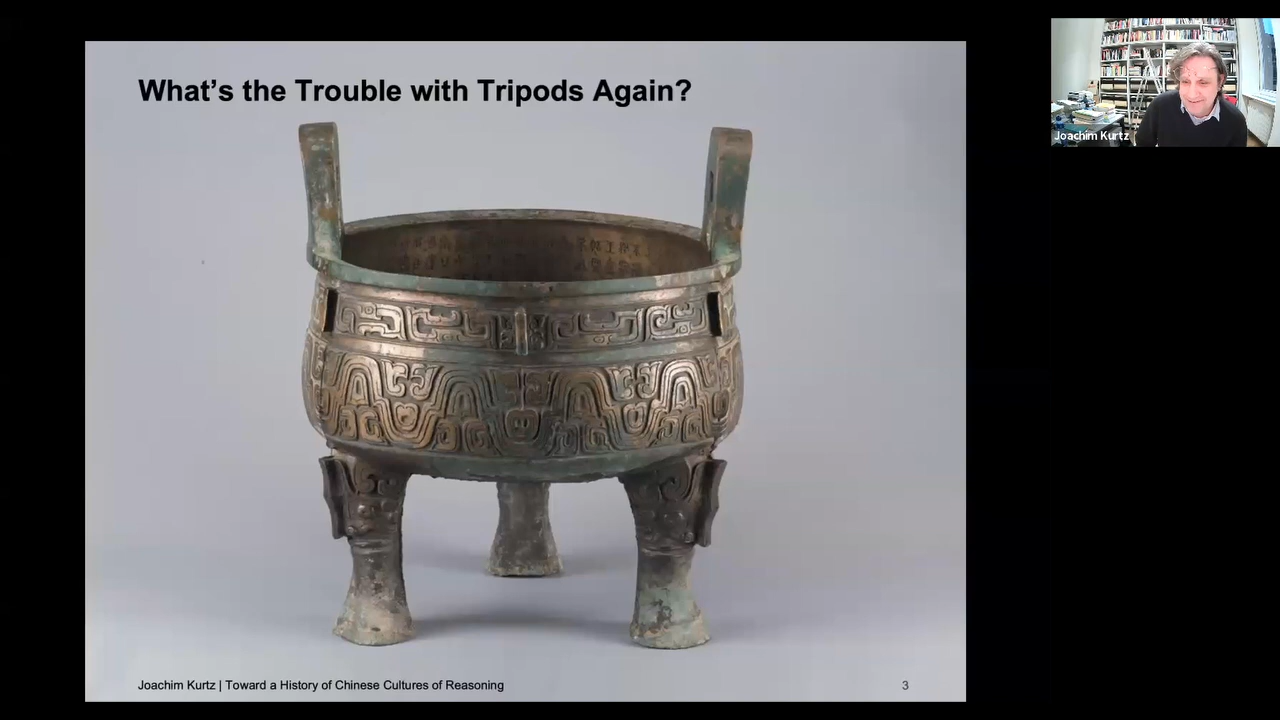 What's the Trouble with Tripods Again?
Joachim Kurtz
Joachim Kurtz | Toward a History of Chinese Cultures of Reasoning
3